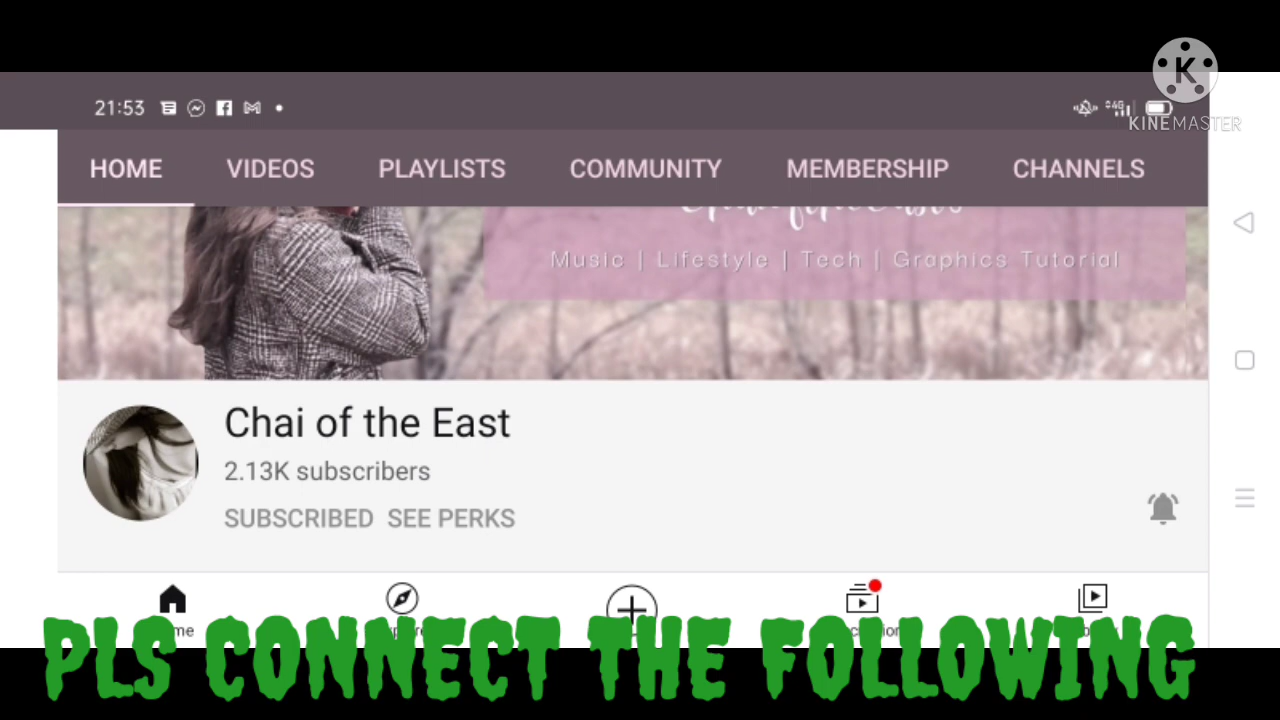 21:53
4G
K
KINEMASTER
HOME VIDEOS PLAYLISTS COMMUNITY MEMBERSHIP CHANNELS
Music | Lifestyle | Tech | Graphics Tutorial
Chai of the East
2.13K subscribers
SUBSCRIBED SEE PERKS
PLS CONNECT THE FOLLOWING